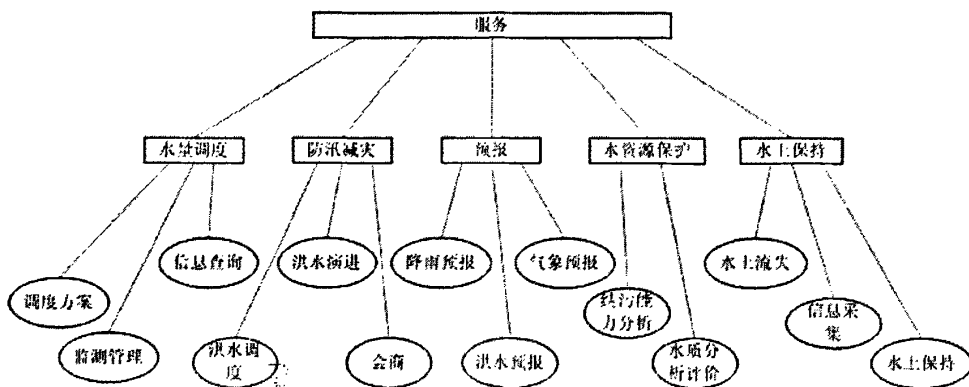 服务
水量调度
防汛减灾
预报
水资源保护
水土保持
信息查询
洪水演进
降雨预报
气象预报
水土流失
调度方案
纳污能
力分析
信息采
集
监测管理
洪水调
度
会商
洪水预报
水质分
析评价
水土保持